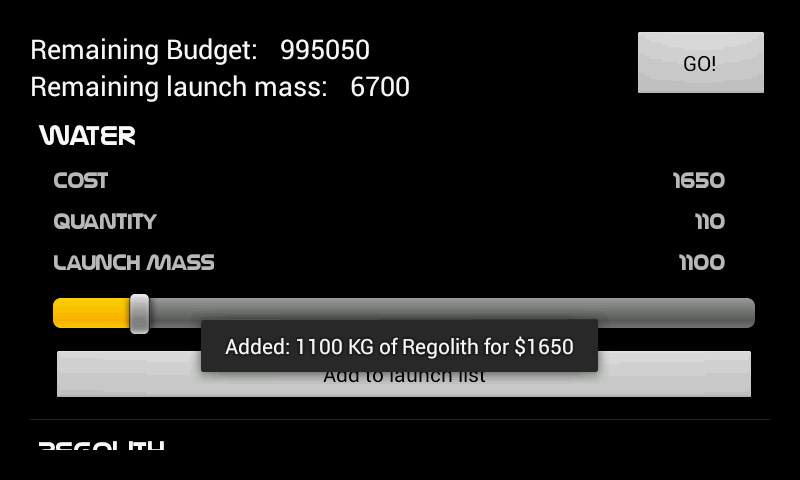 Remaining Budget: 995050
GO!
Remaining launch mass: 6700
WATER
COST 1650
QUANTITY 110
LAUNCH MASS 1100
Added: 1100 KG of Regolith for $1650
Add to launch list
REGOLITH